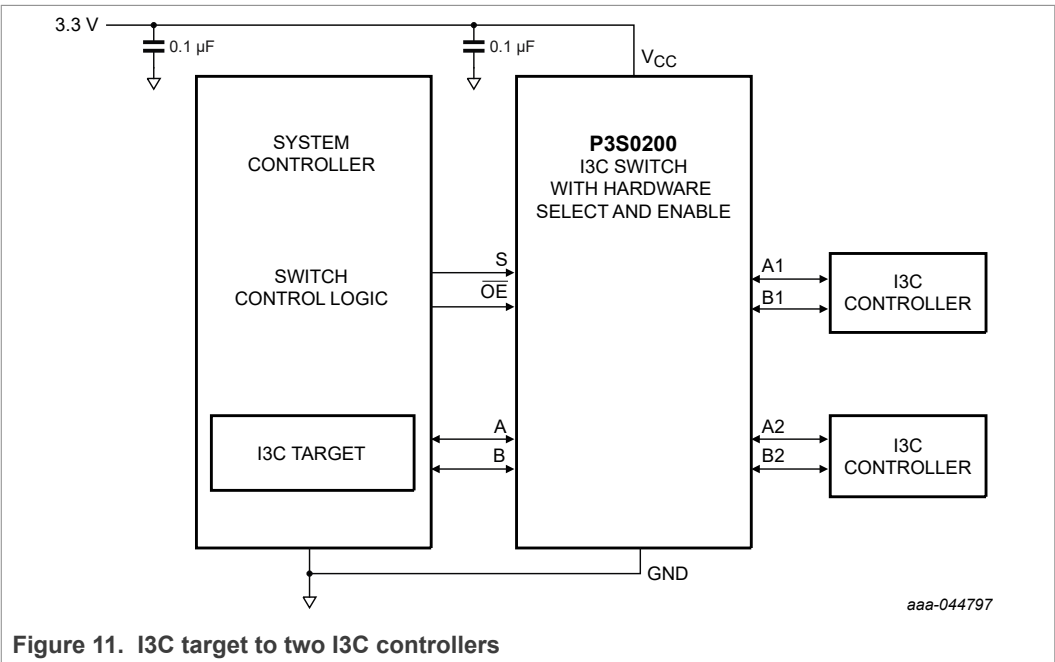 3.3 V
0.1 µF
0.1 µF
VCC
SYSTEM
CONTROLLER
P3S0200
I3C SWITCH
WITH HARDWARE
SELECT AND ENABLE
SWITCH
CONTROL LOGIC
S
OE
A1
B1
I3C
CONTROLLER
I3C TARGET
A
B
A2
B2
I3C
CONTROLLER
GND
aaa-044797
Figure 11. I3C target to two I3C controllers